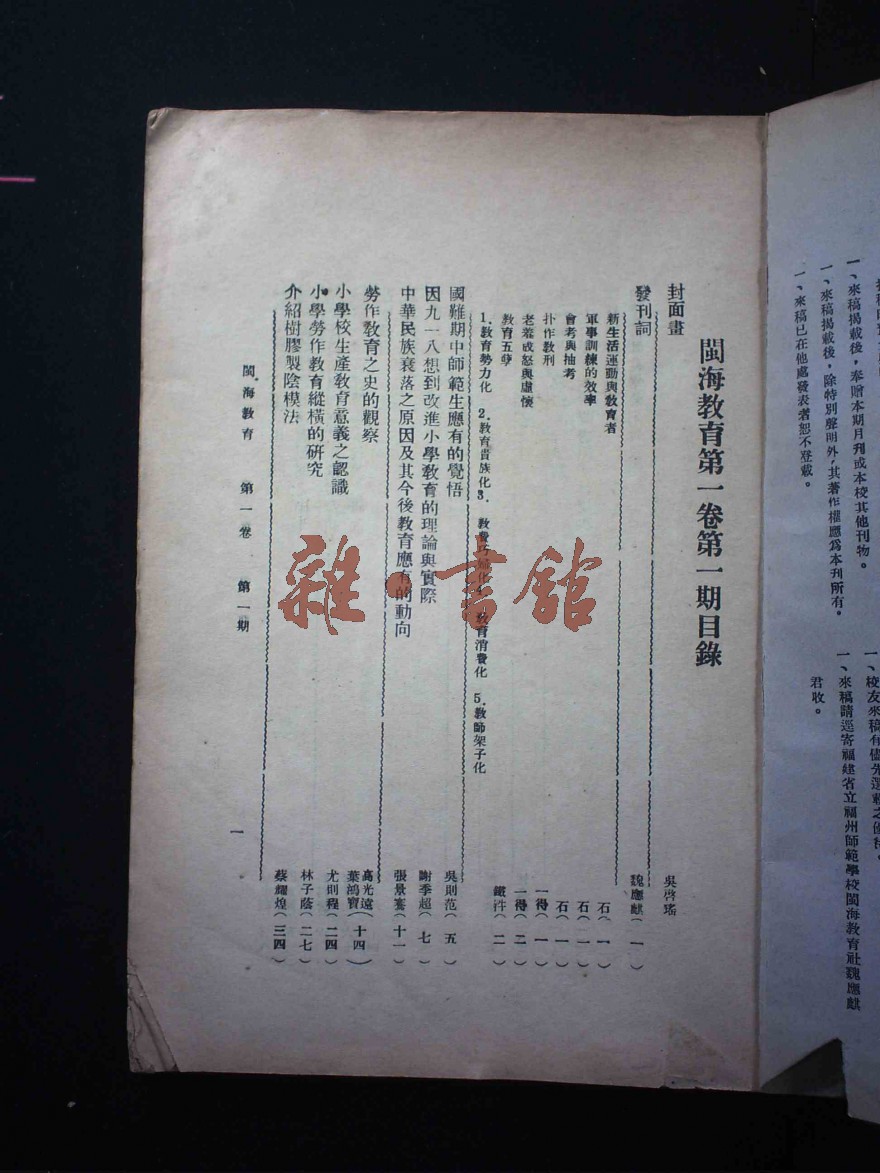 一、來稿揭載後，奉贈本期月刊或本校其他刊物。
一、來稿揭載後，除特別聲明外，其著作權應爲本刊所有。
一、來稿已在他處發表者恕不登載。
一、校友來稿有儘先選載之優待。
一、來稿請逕寄福建省立福州師範學校閩海教育社魏應麒
君收。
閩海教育第一卷第一期目錄
封面畫 吳啓瑤
發刊詞 魏應麒（一）
新生活運動與教育者 石（一）
軍事訓練的效率 石（一）
會考與抽考 石（一）
扑作教刑 一得（一）
老羞成怒與虛懷 一得（二）
教育五孽 鐵汼（二）
1.教育勢力化 2.教育貴族化 3.教費巧婦化 4.教育消費化 5.教師架子化
國難期中師範生應有的覺悟 吳則范（五）
因九一八想到改進小學教育的理論與實際 謝季超（七）
中華民族衰落之原因及其今後教育應有的動向 張景騫（十一）
勞作教育之史的觀察 高光遠 葉鴻寶（十四）
小學校生產教育意義之認識 尤則程（二四）
小學勞作教育縱橫的研究 林子蔭（二七）
介紹樹膠製陰模法 蔡耀煌（三四）
閩海教育 第一卷 第一期 一
雜·書館